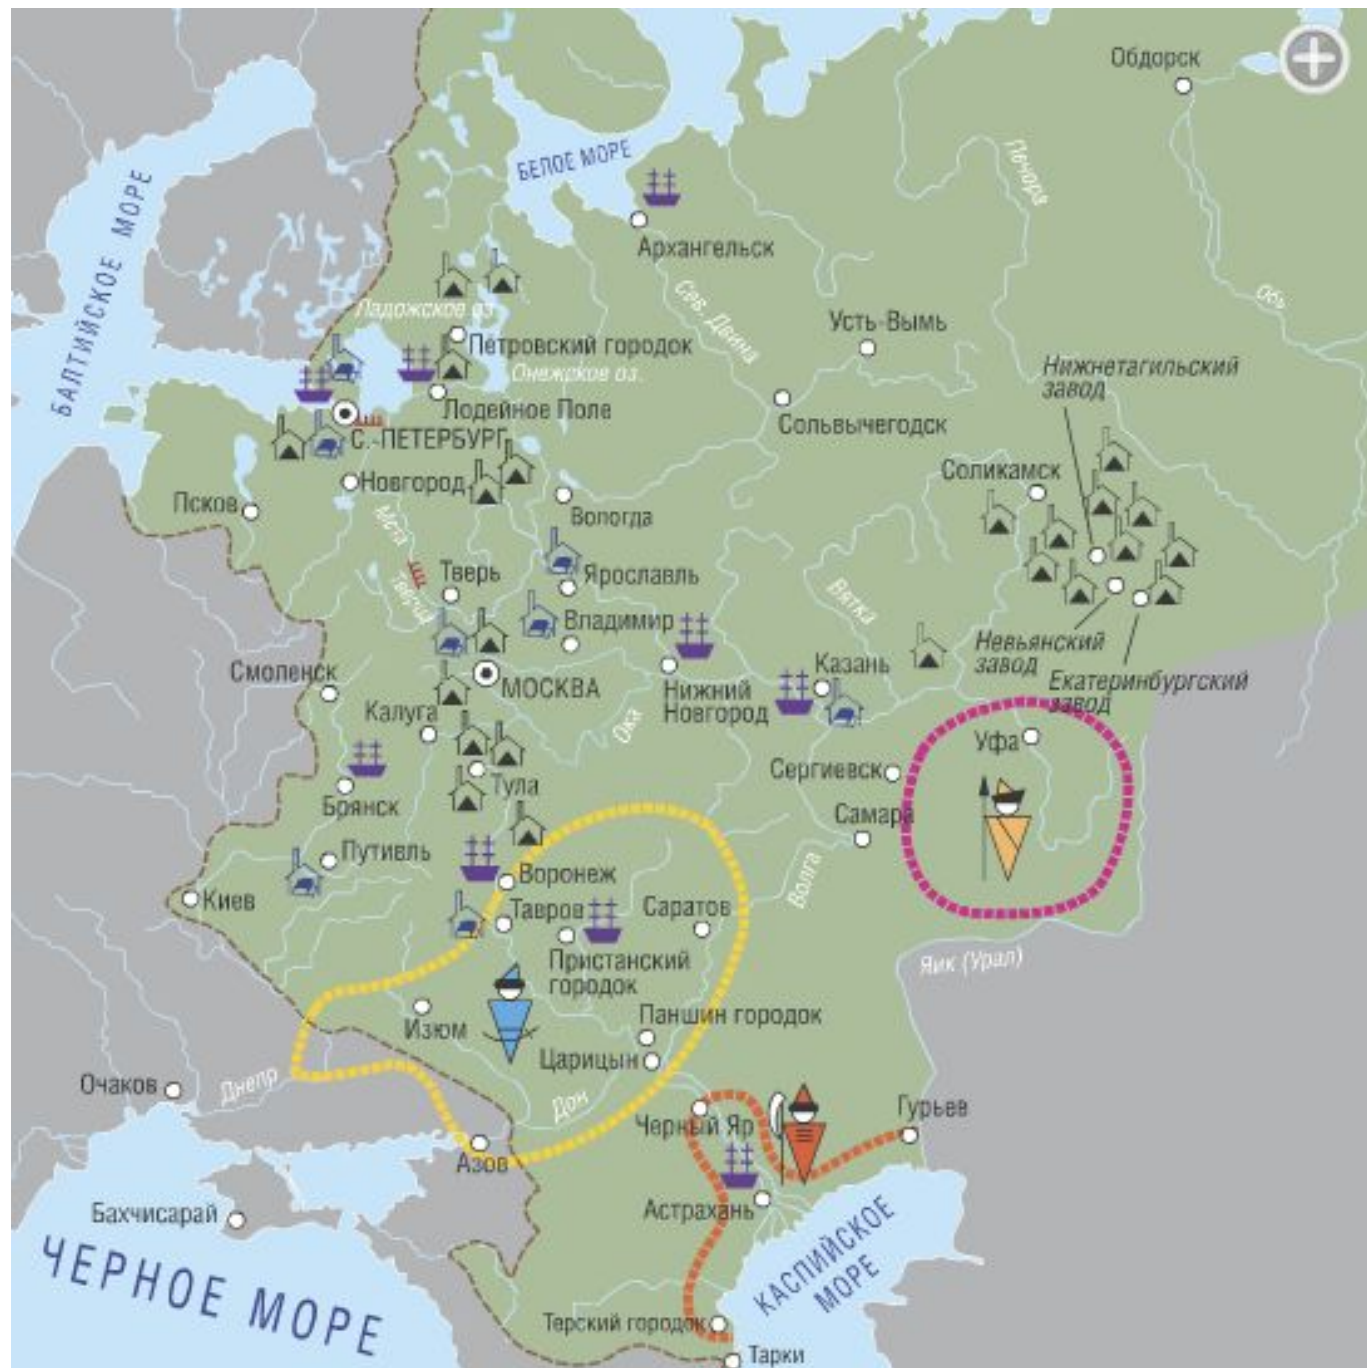 Обдорск
БЕЛОЕ МОРЕ
Печора
БАЛТИЙСКОЕ МОРЕ
Архангельск
Сев. Двина
Обь
Ладожское оз.
Усть-Вымь
Петровский городок
Онежское оз.
Нижнетагильский
завод
Лодейное Поле
Сольвычегодск
С.-ПЕТЕРБУРГ
Соликамск
Новгород
Псков
Вологда
Мста
Тверь
Ярославль
Тверца
Вятка
Владимир
Невьянский
завод
Смоленск
Казань
МОСКВА
Нижний
Новгород
Екатеринбургский
завод
Калуга
Ока
Уфа
Сергиевск
Тула
Брянск
Самара
Путивль
Волга
Воронеж
Киев
Тавров
Саратов
Пристанский
городок
Яик (Урал)
Изюм
Паншин городок
Царицын
Очаков
Днепр
Дон
Черный Яр
Гурьев
Азов
Бахчисарай
Астрахань
ЧЕРНОЕ МОРЕ
КАСПИЙСКОЕ
МОРЕ
Терский городок
Тарки